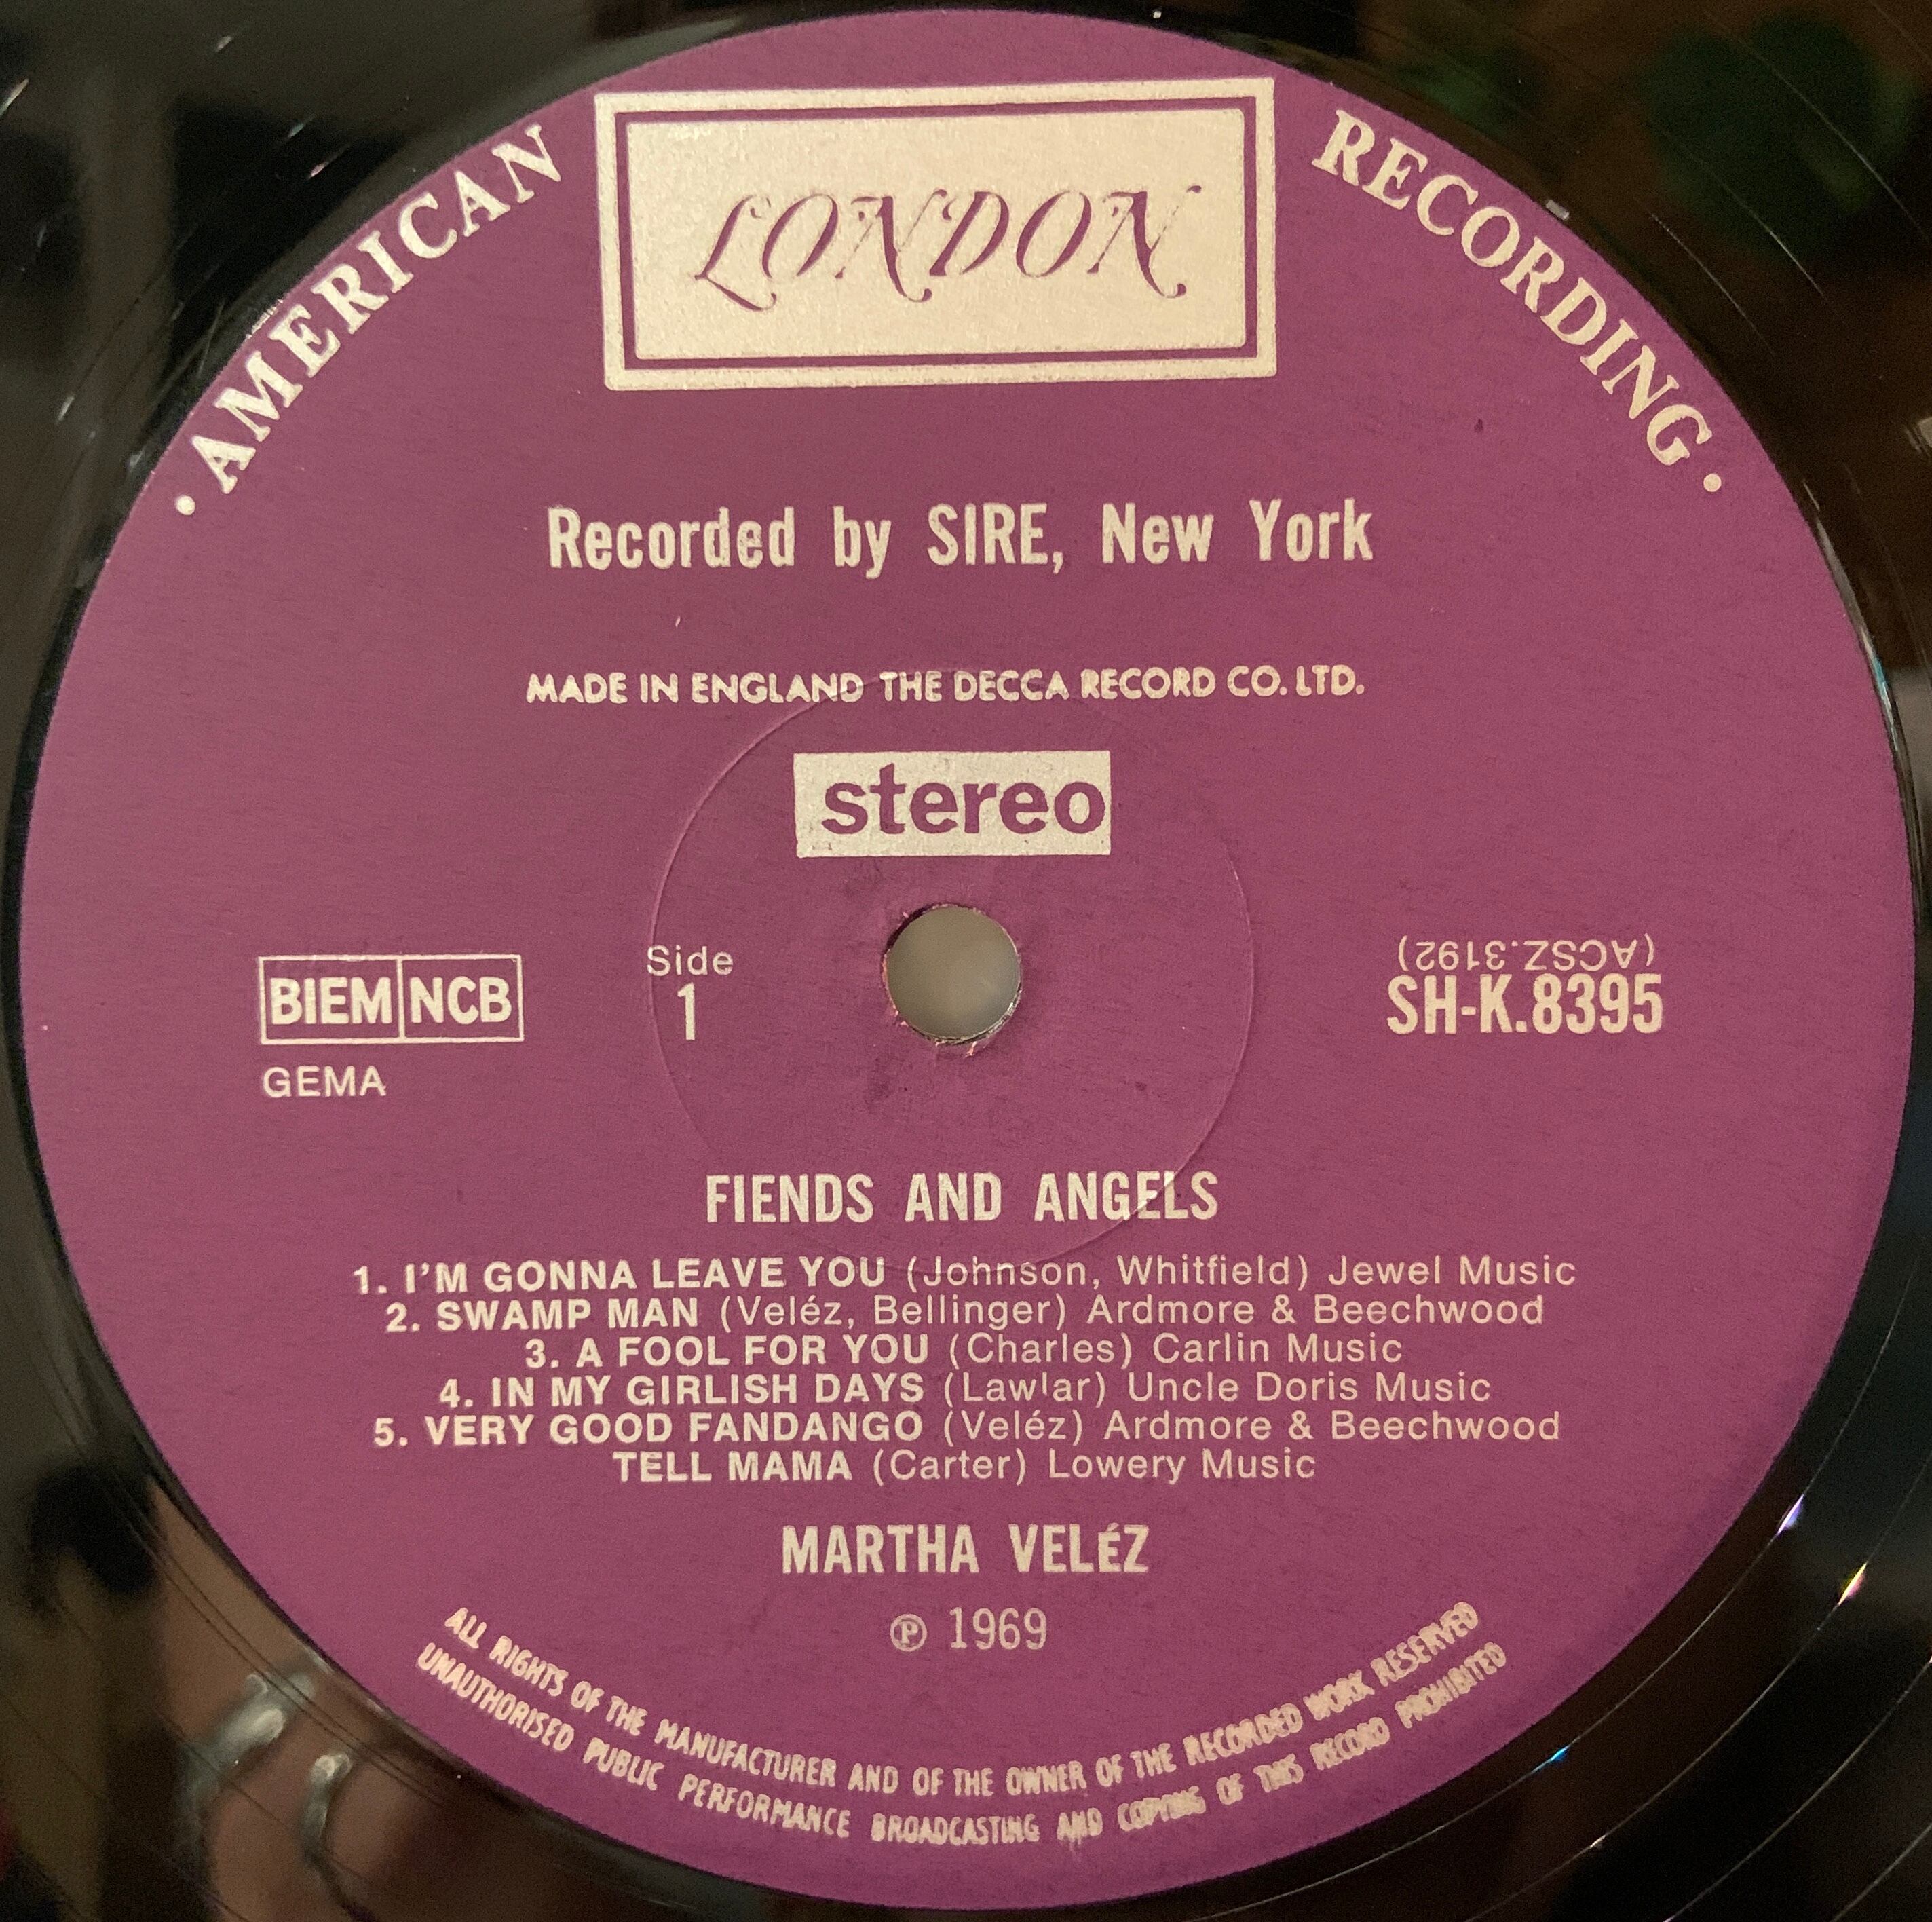 · AMERICAN RECORDING ·
LONDON
Recorded by SIRE, New York
MADE IN ENGLAND THE DECCA RECORD CO. LTD.
stereo
BIEM NCB
GEMA
Side
1
(ACSZ.3192)
SH-K.8395
FIENDS AND ANGELS
1. I'M GONNA LEAVE YOU (Johnson, Whitfield) Jewel Music
2. SWAMP MAN (Veléz, Bellinger) Ardmore & Beechwood
3. A FOOL FOR YOU (Charles) Carlin Music
4. IN MY GIRLISH DAYS (Lawlar) Uncle Doris Music
5. VERY GOOD FANDANGO (Veléz) Ardmore & Beechwood
TELL MAMA (Carter) Lowery Music
MARTHA VELéZ
℗ 1969
ALL RIGHTS OF THE MANUFACTURER AND OF THE OWNER OF THE RECORDED WORK RESERVED
UNAUTHORISED PUBLIC PERFORMANCE BROADCASTING AND COPYING OF THIS RECORD PROHIBITED